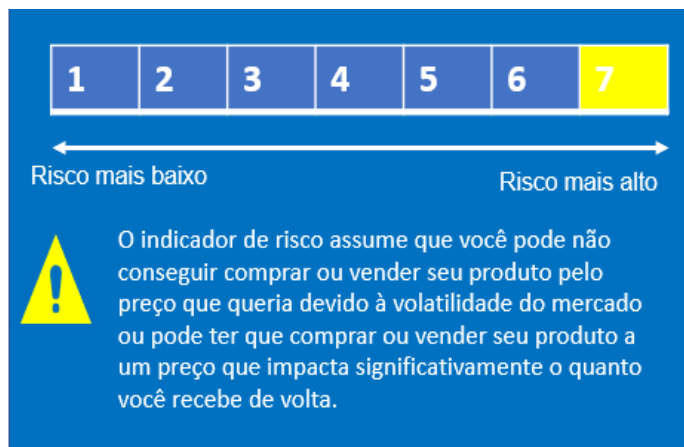 1 2 3 4 5 6 7
Risco mais baixo Risco mais alto
O indicador de risco assume que você pode não
conseguir comprar ou vender seu produto pelo
preço que queria devido à volatilidade do mercado
ou pode ter que comprar ou vender seu produto a
um preço que impacta significativamente o quanto
você recebe de volta.